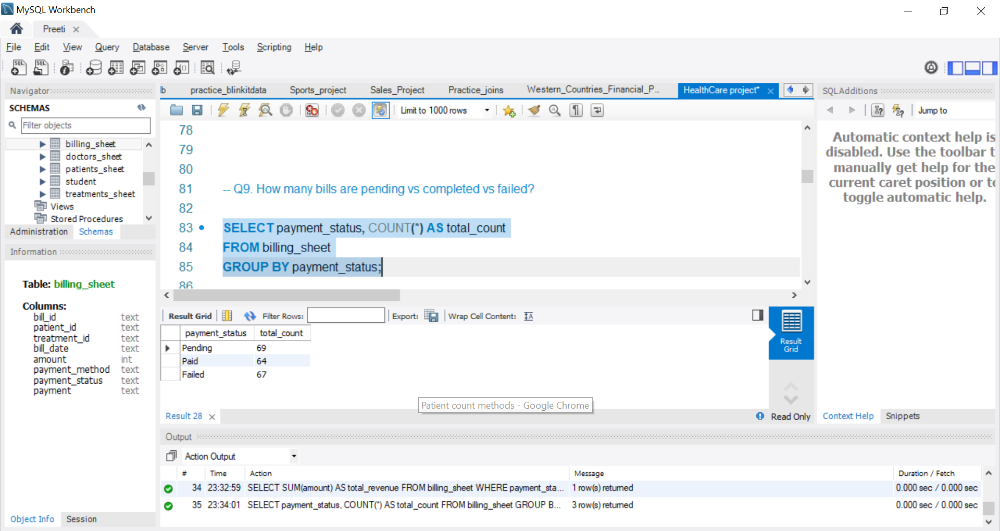 MySQL Workbench
Preeti
File Edit View Query Database Server Tools Scripting Help
SQL SQL
Navigator
SCHEMAS
Filter objects
billing_sheet
doctors_sheet
patients_sheet
student
treatments_sheet
Views
Stored Procedures
Administration Schemas
Information
Table: billing_sheet
Columns:
bill_id text
patient_id text
treatment_id text
bill_date text
amount int
payment_method text
payment_status text
payment text
Object Info Session
lb practice_blinkitdata Sports_project Sales_Project Practice_joins Western_Countries_Financial_P... HealthCare project*
Limit to 1000 rows
78
79
80
81 -- Q9. How many bills are pending vs completed vs failed?
82
83 SELECT payment_status, COUNT(*) AS total_count
84 FROM billing_sheet
85 GROUP BY payment_status;
86
Result Grid Filter Rows: Export: Wrap Cell Content:
payment_status total_count
Pending 69
Paid 64
Failed 67
Result Grid
Patient count methods - Google Chrome
Result 28
Read Only
SQLAdditions
Jump to
Automatic context help is
disabled. Use the toolbar t
manually get help for the
current caret position or to
toggle automatic help.
Context Help Snippets
Output
Action Output
# Time Action Message Duration / Fetch
34 23:32:59 SELECT SUM(amount) AS total_revenue FROM billing_sheet WHERE payment_sta... 1 row(s) returned 0.000 sec / 0.000 sec
35 23:34:01 SELECT payment_status, COUNT(*) AS total_count FROM billing_sheet GROUP B... 3 row(s) returned 0.000 sec / 0.000 sec